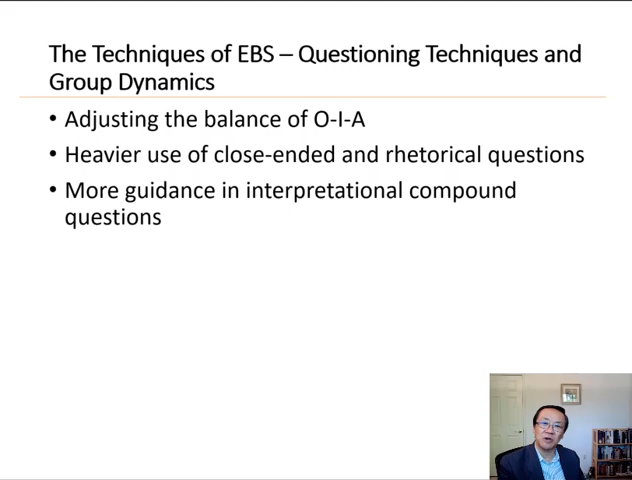 The Techniques of EBS – Questioning Techniques and
Group Dynamics
• Adjusting the balance of O-I-A
• Heavier use of close-ended and rhetorical questions
• More guidance in interpretational compound
questions